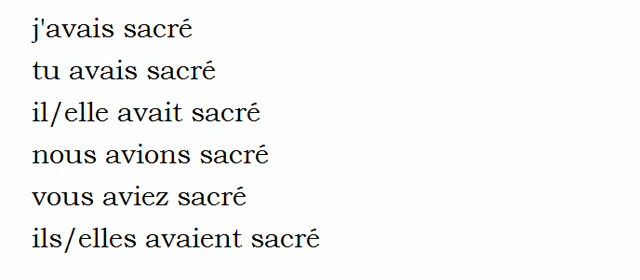 j'avais sacré
tu avais sacré
il/elle avait sacré
nous avions sacré
vous aviez sacré
ils/elles avaient sacré